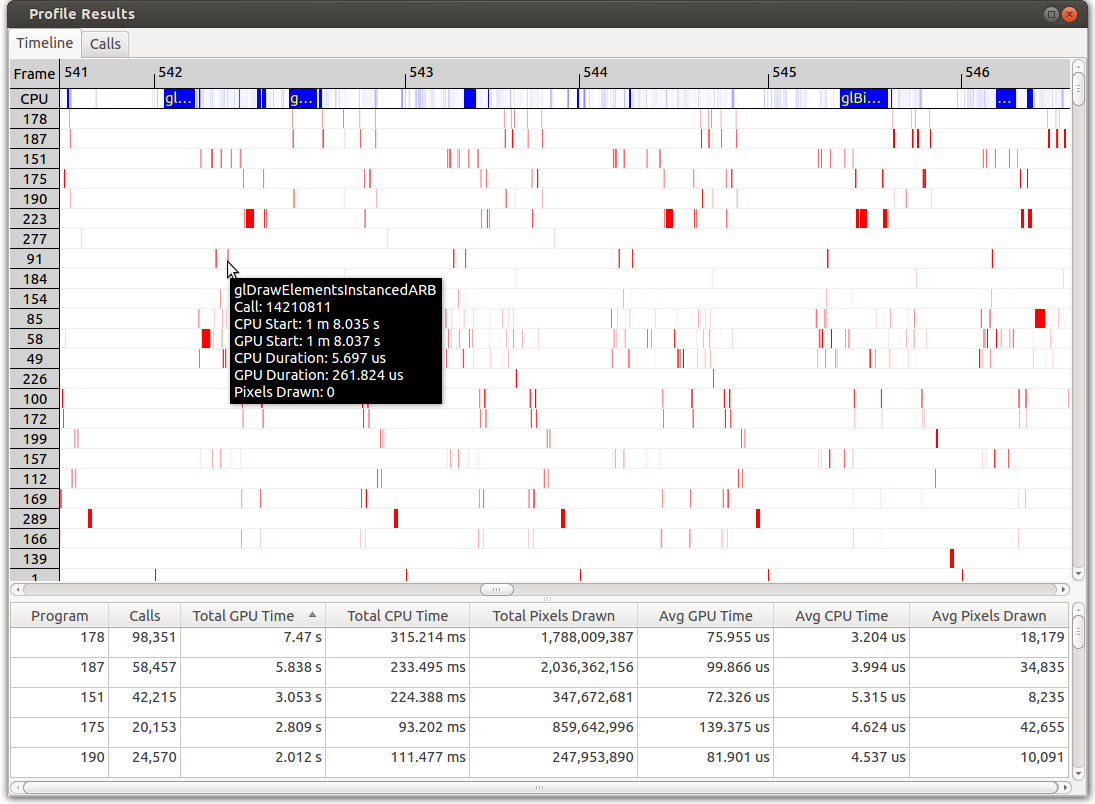 Profile Results
Timeline Calls
Frame 541 542 543 544 545 546
CPU gl... g... glBi... ...
178
187
151
175
190
223
277
91
184
154
85
58
49
226
100
172
199
157
112
169
289
166
139
1
glDrawElementsInstancedARB
Call: 14210811
CPU Start: 1 m 8.035 s
GPU Start: 1 m 8.037 s
CPU Duration: 5.697 us
GPU Duration: 261.824 us
Pixels Drawn: 0
Program Calls Total GPU Time Total CPU Time Total Pixels Drawn Avg GPU Time Avg CPU Time Avg Pixels Drawn
178 98,351 7.47 s 315.214 ms 1,788,009,387 75.955 us 3.204 us 18,179
187 58,457 5.838 s 233.495 ms 2,036,362,156 99.866 us 3.994 us 34,835
151 42,215 3.053 s 224.388 ms 347,672,681 72.326 us 5.315 us 8,235
175 20,153 2.809 s 93.202 ms 859,642,996 139.375 us 4.624 us 42,655
190 24,570 2.012 s 111.477 ms 247,953,890 81.901 us 4.537 us 10,091